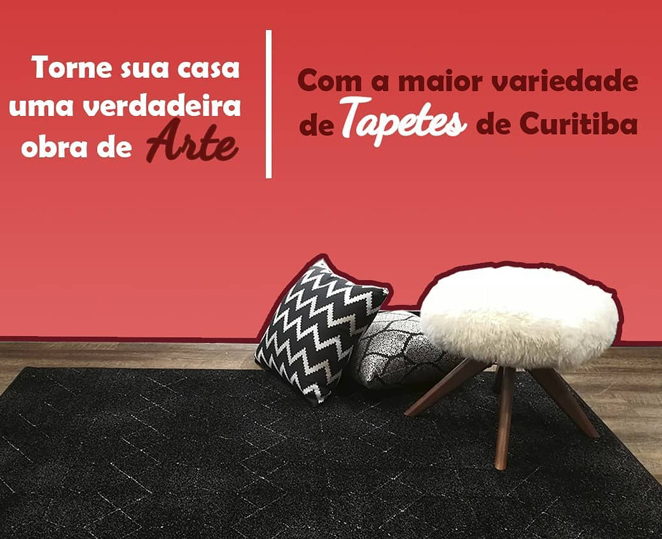 Torne sua casa
uma verdadeira
obra de Arte
Com a maior variedade
de Tapetes de Curitiba